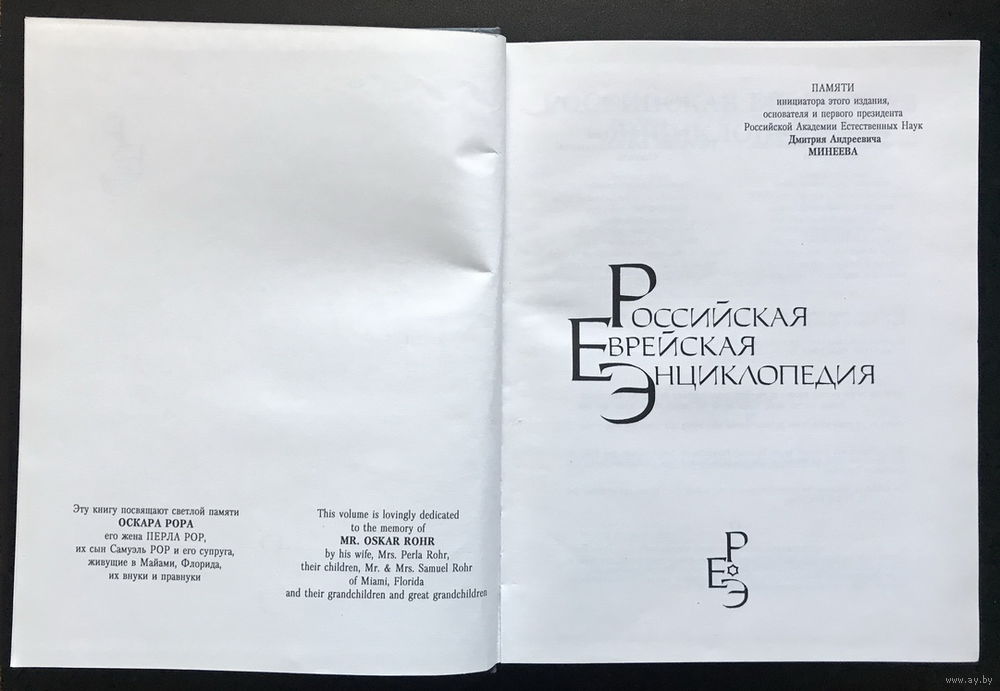 Эту книгу посвящают светлой памяти
ОСКАРА РОРА
его жена ПЕРЛА РОР,
их сын Самуэль РОР и его супруга,
живущие в Майами, Флорида,
их внуки и правнуки
This volume is lovingly dedicated
to the memory of
MR. OSKAR ROHR
by his wife, Mrs. Perla Rohr,
their children, Mr. & Mrs. Samuel Rohr
of Miami, Florida
and their grandchildren and great grandchildren
ПАМЯТИ
инициатора этого издания,
основателя и первого президента
Российской Академии Естественных Наук
Дмитрия Андреевича
МИНЕЕВА
РОССИЙСКАЯ
ЕВРЕЙСКАЯ
ЭНЦИКЛОПЕДИЯ
Р
Е
Э
www.ay.by